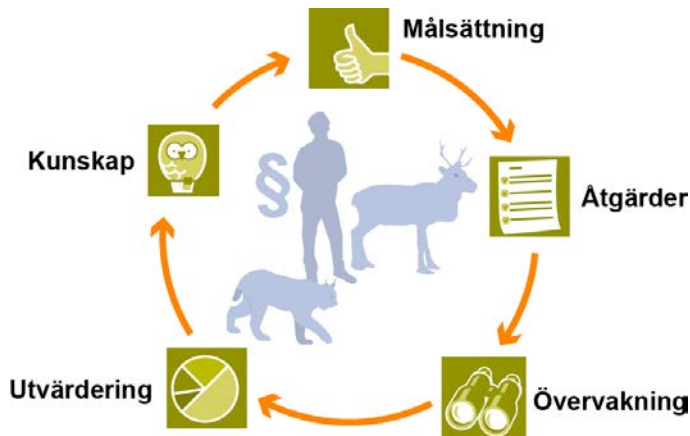 Målsättning
Åtgärder
Övervakning
Utvärdering
Kunskap
§